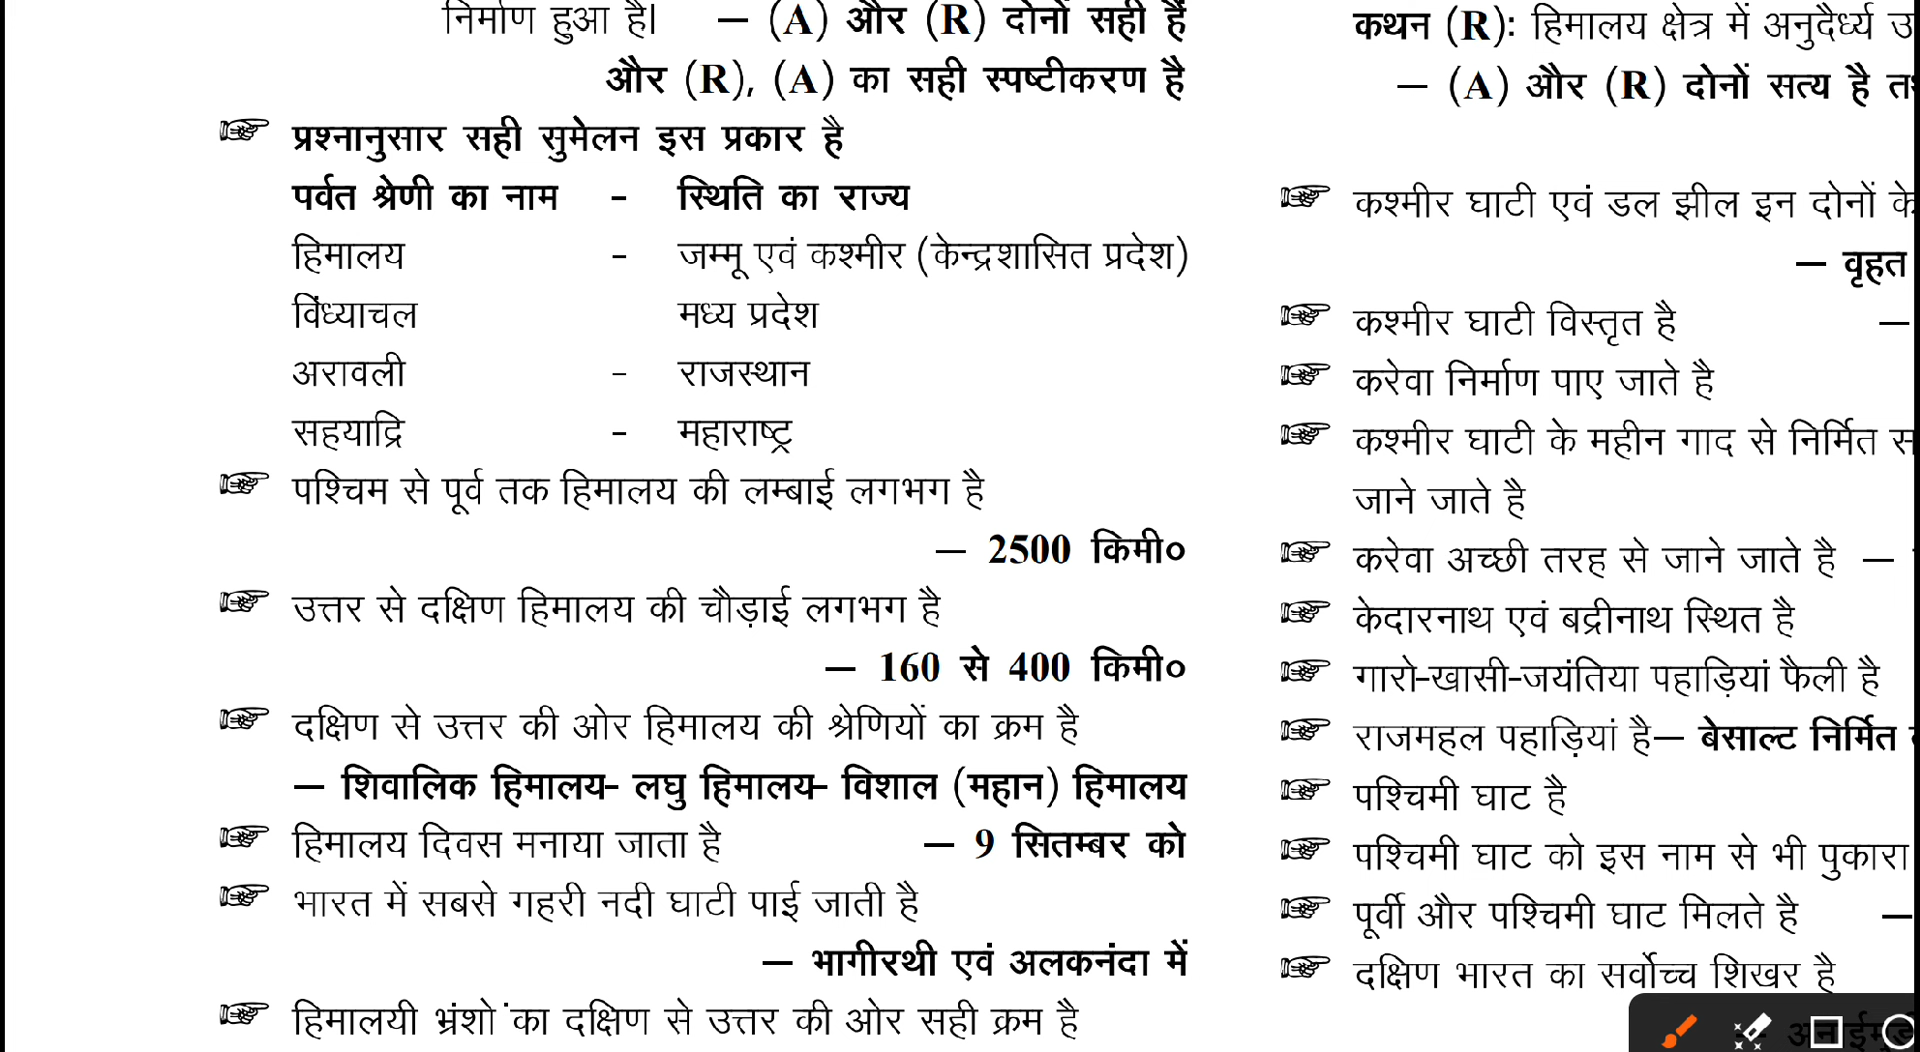 निर्माण हुआ है। – (A) और (R) दोनों सही हैं
और (R), (A) का सही स्पष्टीकरण है
प्रश्नानुसार सही सुमेलन इस प्रकार है
पर्वत श्रेणी का नाम - स्थिति का राज्य
हिमालय - जम्मू एवं कश्मीर (केन्द्रशासित प्रदेश)
विंध्याचल मध्य प्रदेश
अरावली - राजस्थान
सहयाद्रि - महाराष्ट्र
पश्चिम से पूर्व तक हिमालय की लम्बाई लगभग है
– 2500 किमी०
उत्तर से दक्षिण हिमालय की चौड़ाई लगभग है
– 160 से 400 किमी०
दक्षिण से उत्तर की ओर हिमालय की श्रेणियों का क्रम है
– शिवालिक हिमालय- लघु हिमालय- विशाल (महान) हिमालय
हिमालय दिवस मनाया जाता है – 9 सितम्बर को
भारत में सबसे गहरी नदी घाटी पाई जाती है
– भागीरथी एवं अलकनंदा में
हिमालयी भ्रंशों का दक्षिण से उत्तर की ओर सही क्रम है
कथन (R): हिमालय क्षेत्र में अनुदैर्ध्य
– (A) और (R) दोनों सत्य है
कश्मीर घाटी एवं डल झील इन दोनों के
– वृहत
कश्मीर घाटी विस्तृत है –
करेवा निर्माण पाए जाते है
कश्मीर घाटी के महीन गाद से निर्मित
जाने जाते है
करेवा अच्छी तरह से जाने जाते है –
केदारनाथ एवं बद्रीनाथ स्थित है
गारो-खासी-जयंतिया पहाड़ियां फैली है
राजमहल पहाड़ियां है– बेसाल्ट निर्मित
पश्चिमी घाट है
पश्चिमी घाट को इस नाम से भी पुकारा
पूर्वी और पश्चिमी घाट मिलते है –
दक्षिण भारत का सर्वोच्च शिखर है